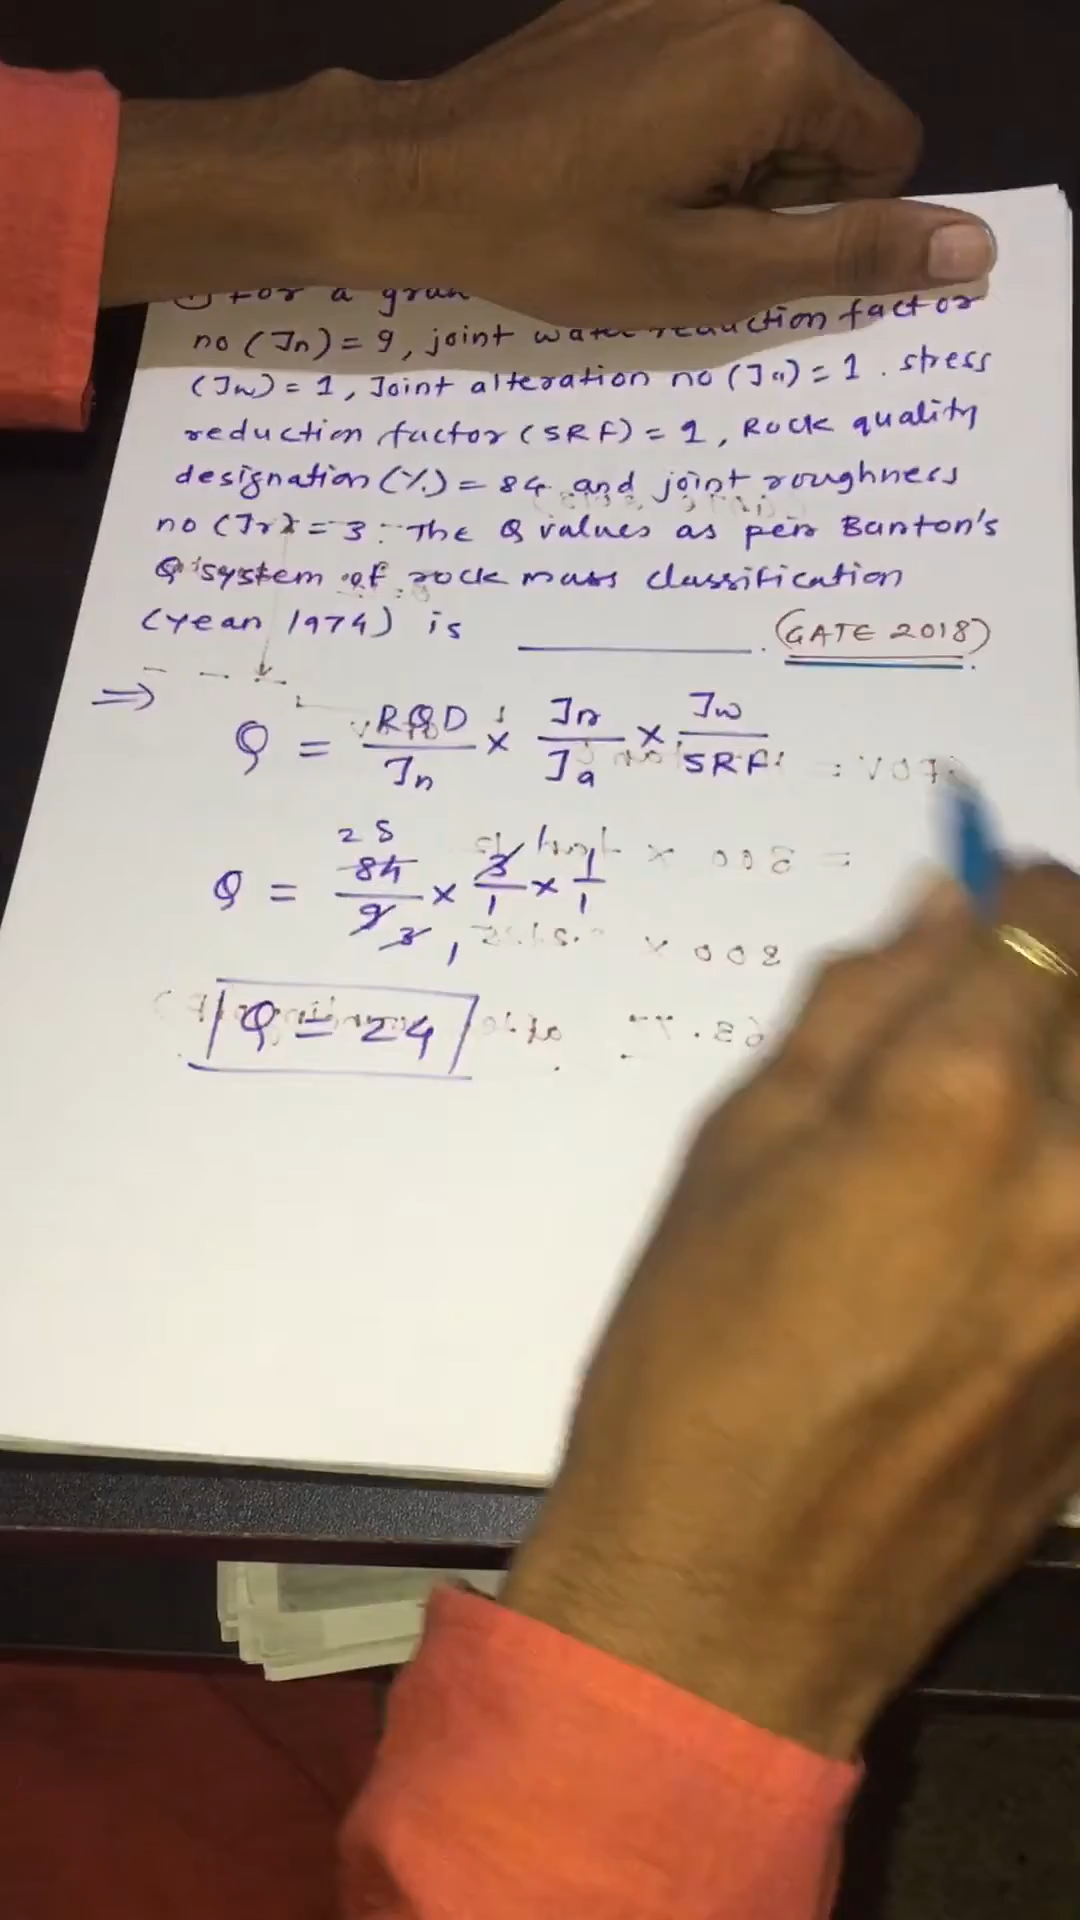 ① For a gran
no (Jn) = 9, joint water reduction factor
(Jw) = 1, Joint alteration no (Ja) = 1. stress
reduction factor (SRF) = 1, Rock quality
designation (%) = 84 and joint roughness
no (Jr) = 3. The Q values as per Barton's
Q system of rock mass classification
(year 1974) is ________. (GATE 2018)
⇒
Q = RQD/Jn × Jr/Ja × Jw/SRF
28
Q = 84/9 3 × 3/1 × 1/1
1
Q = 24